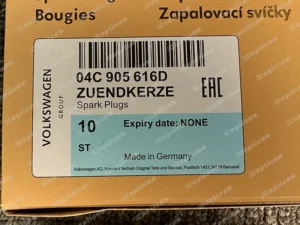 Bougies
Zapalovací svíčky
VOLKSWAGEN
GROUP
04C 905 616D
ZUENDKERZE
Spark Plugs
EAC
10
ST
Expiry date: NONE
Made in Germany